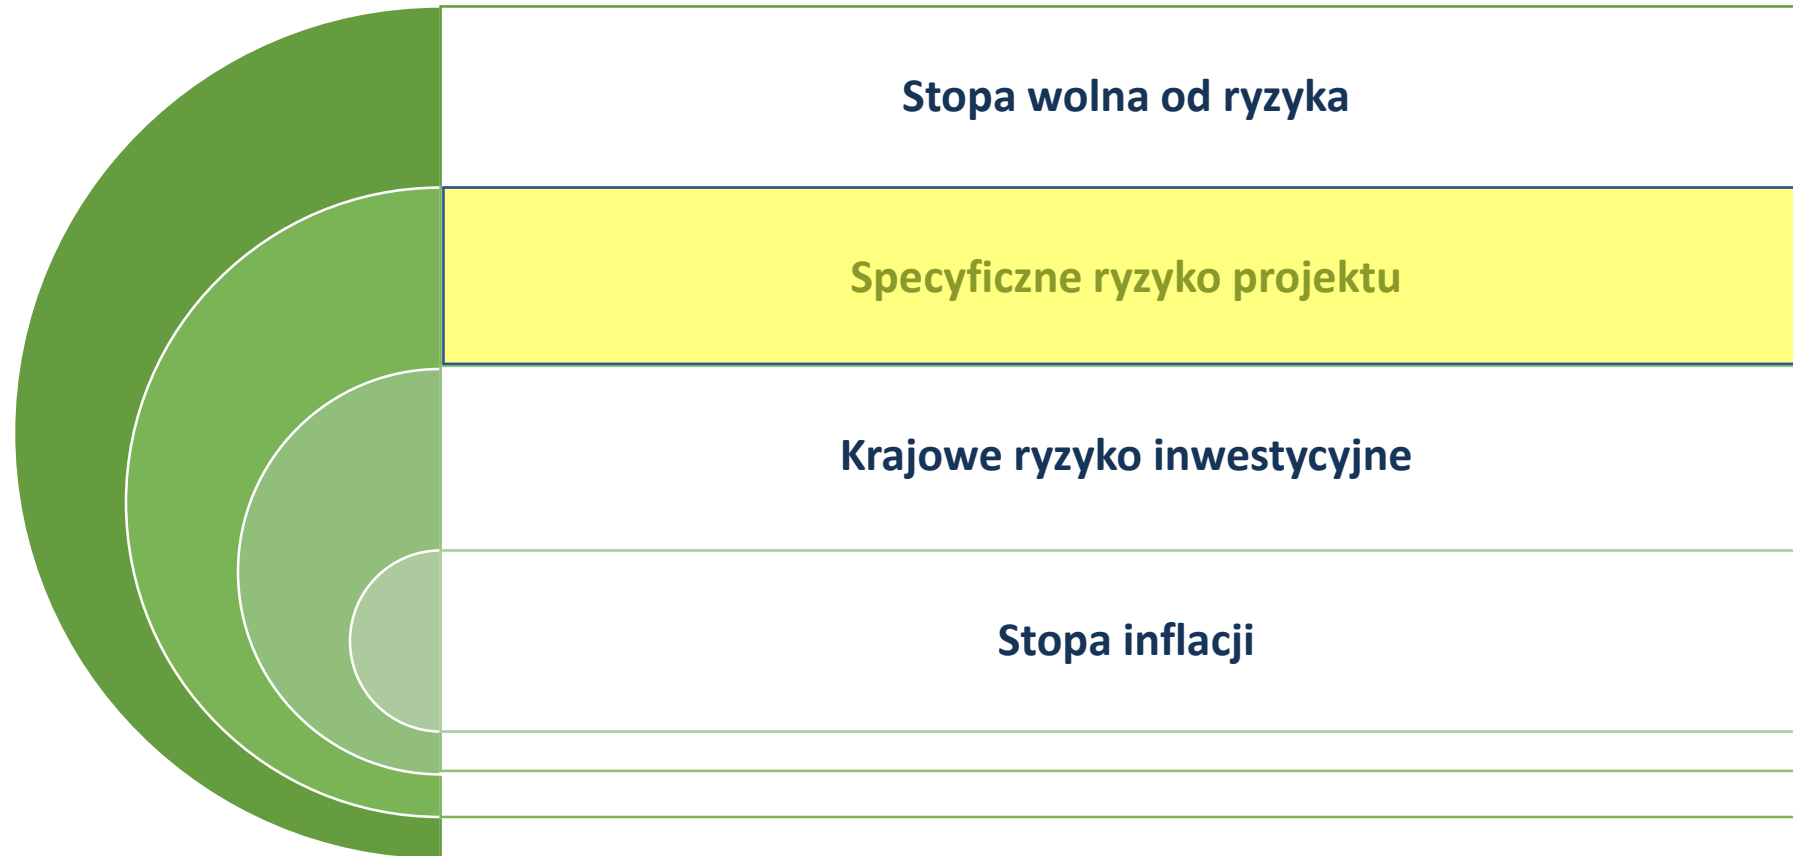 Stopa wolna od ryzyka
Specyficzne ryzyko projektu
Krajowe ryzyko inwestycyjne
Stopa inflacji